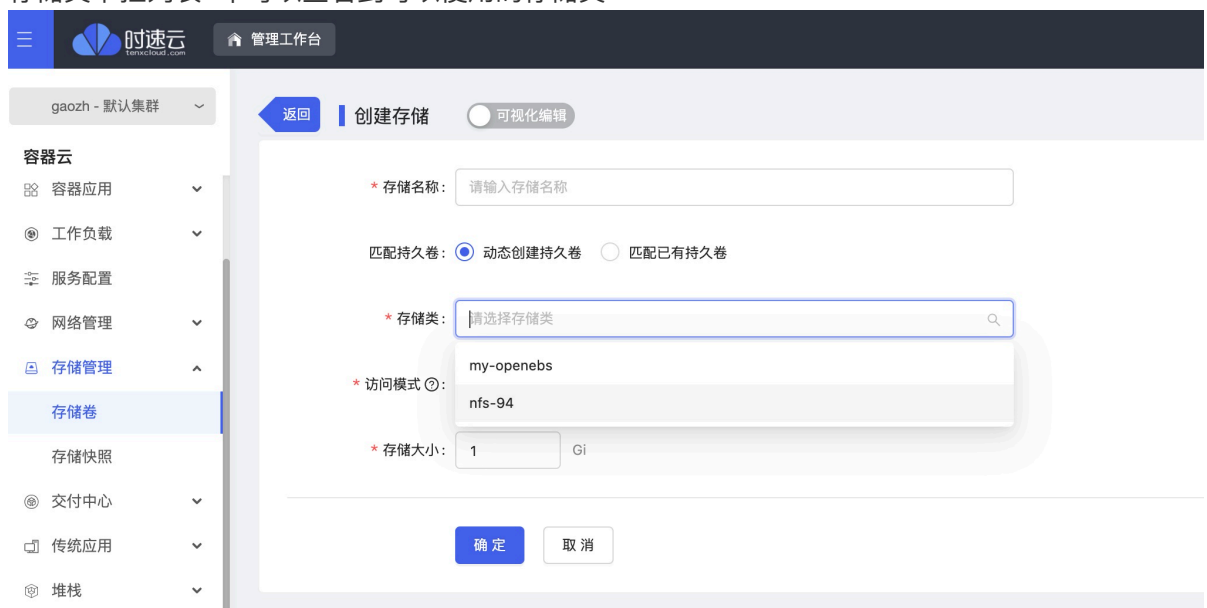 时速云
tenxcloud.com
管理工作台
gaozh - 默认集群
容器云
容器应用
工作负载
服务配置
网络管理
存储管理
存储卷
存储快照
交付中心
传统应用
堆栈
返回
创建存储
可视化编辑
* 存储名称: 请输入存储名称
匹配持久卷: 动态创建持久卷 匹配已有持久卷
* 存储类: 请选择存储类
my-openebs
* 访问模式 ?:
nfs-94
* 存储大小: 1 Gi
确 定 取 消